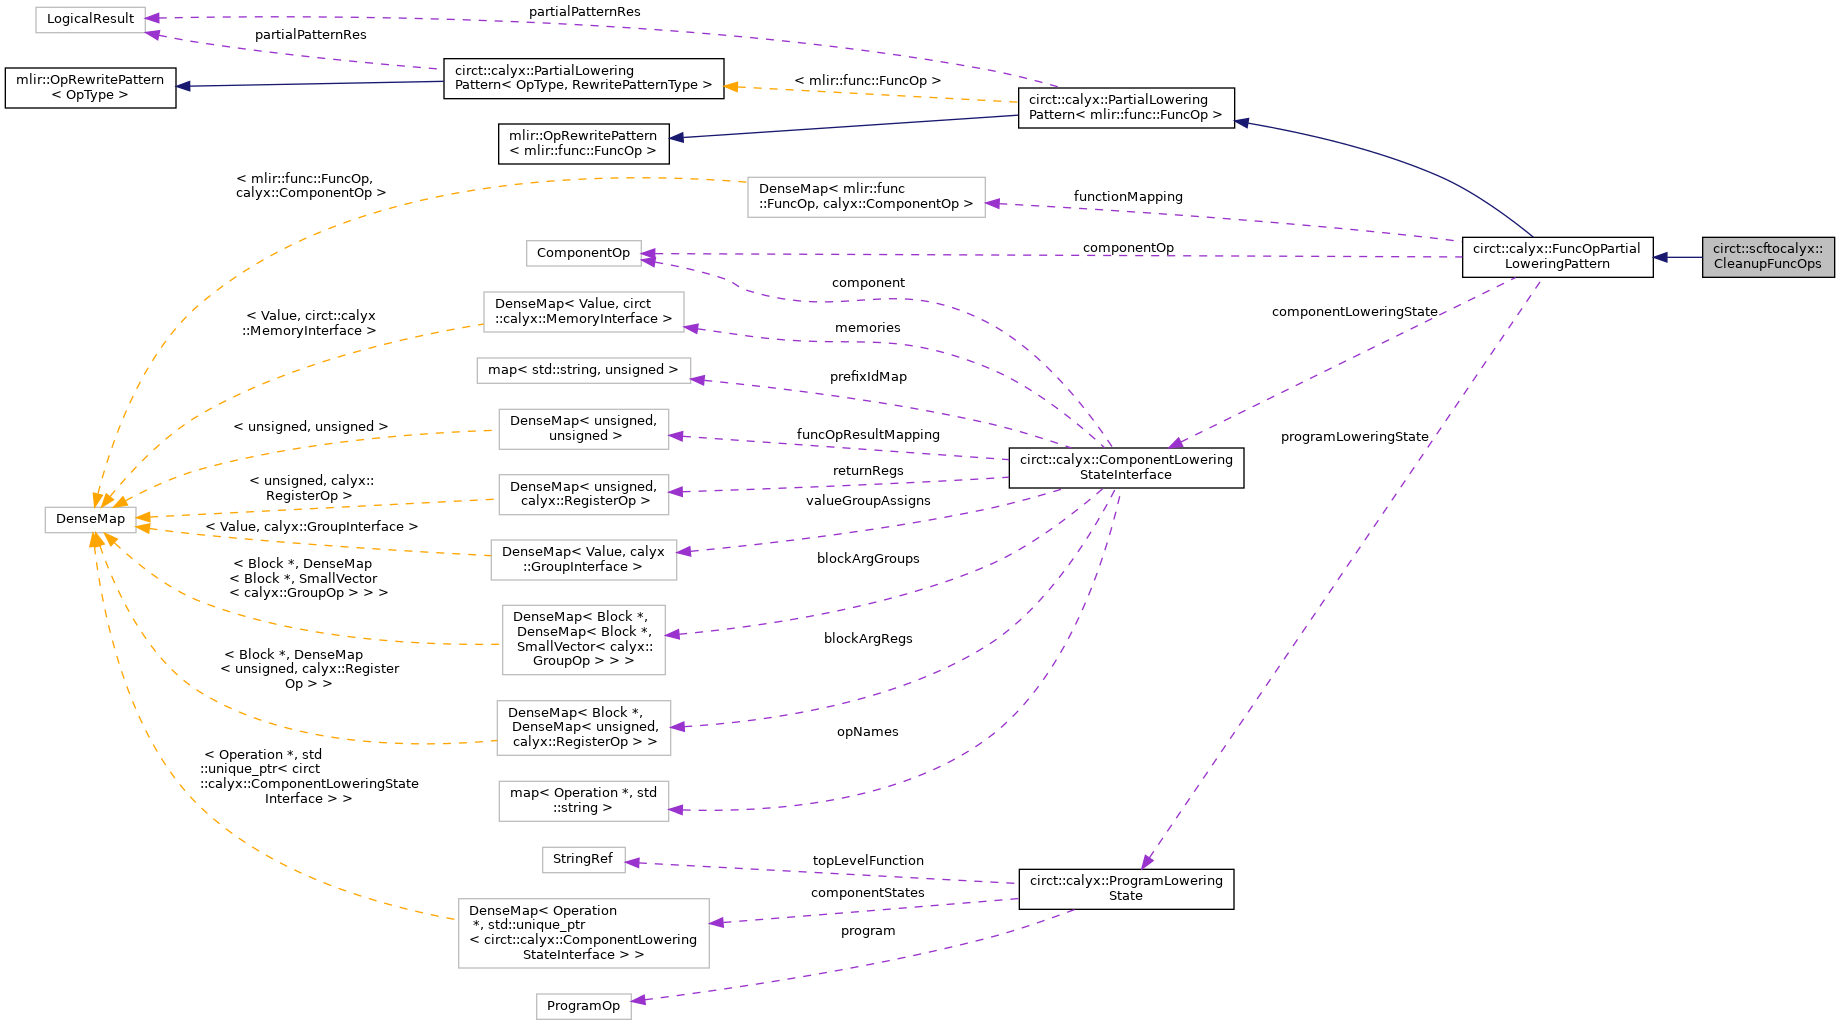 LogicalResult
partialPatternRes
partialPatternRes
mlir::OpRewritePattern
< OpType >
circt::calyx::PartialLowering
Pattern< OpType, RewritePatternType >
< mlir::func::FuncOp >
circt::calyx::PartialLowering
Pattern< mlir::func::FuncOp >
mlir::OpRewritePattern
< mlir::func::FuncOp >
< mlir::func::FuncOp,
calyx::ComponentOp >
DenseMap< mlir::func
::FuncOp, calyx::ComponentOp >
functionMapping
ComponentOp
componentOp
circt::calyx::FuncOpPartial
LoweringPattern
circt::scftocalyx::
CleanupFuncOps
component
< Value, circt::calyx
::MemoryInterface >
DenseMap< Value, circt
::calyx::MemoryInterface >
memories
componentLoweringState
map< std::string, unsigned >
prefixIdMap
< unsigned, unsigned >
DenseMap< unsigned,
unsigned >
funcOpResultMapping
programLoweringState
circt::calyx::ComponentLowering
StateInterface
< unsigned, calyx::
RegisterOp >
DenseMap< unsigned,
calyx::RegisterOp >
returnRegs
valueGroupAssigns
DenseMap
< Value, calyx::GroupInterface >
DenseMap< Value, calyx
::GroupInterface >
blockArgGroups
< Block *, DenseMap
< Block *, SmallVector
< calyx::GroupOp > > >
DenseMap< Block *,
DenseMap< Block *,
SmallVector< calyx::
GroupOp > > >
blockArgRegs
< Block *, DenseMap
< unsigned, calyx::Register
Op > >
DenseMap< Block *,
DenseMap< unsigned,
calyx::RegisterOp > >
opNames
< Operation *, std
::unique_ptr< circt
::calyx::ComponentLoweringState
Interface > >
map< Operation *, std
::string >
StringRef
topLevelFunction
circt::calyx::ProgramLowering
State
componentStates
DenseMap< Operation
*, std::unique_ptr
< circt::calyx::ComponentLowering
StateInterface > >
program
ProgramOp